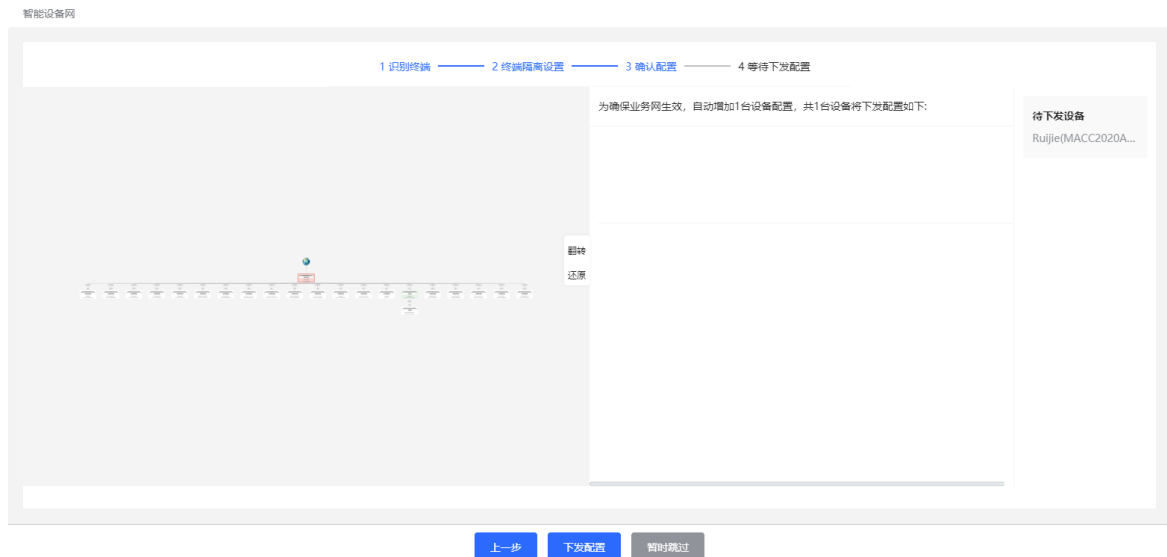 智能设备网
1 识别终端 2 终端隔离设置 3 确认配置 4 等待下发配置
为确保业务网生效，自动增加1台设备配置，共1台设备将下发配置如下:
待下发设备
Ruijie(MACC2020A...
翻转
还原
上一步 下发配置 暂时跳过